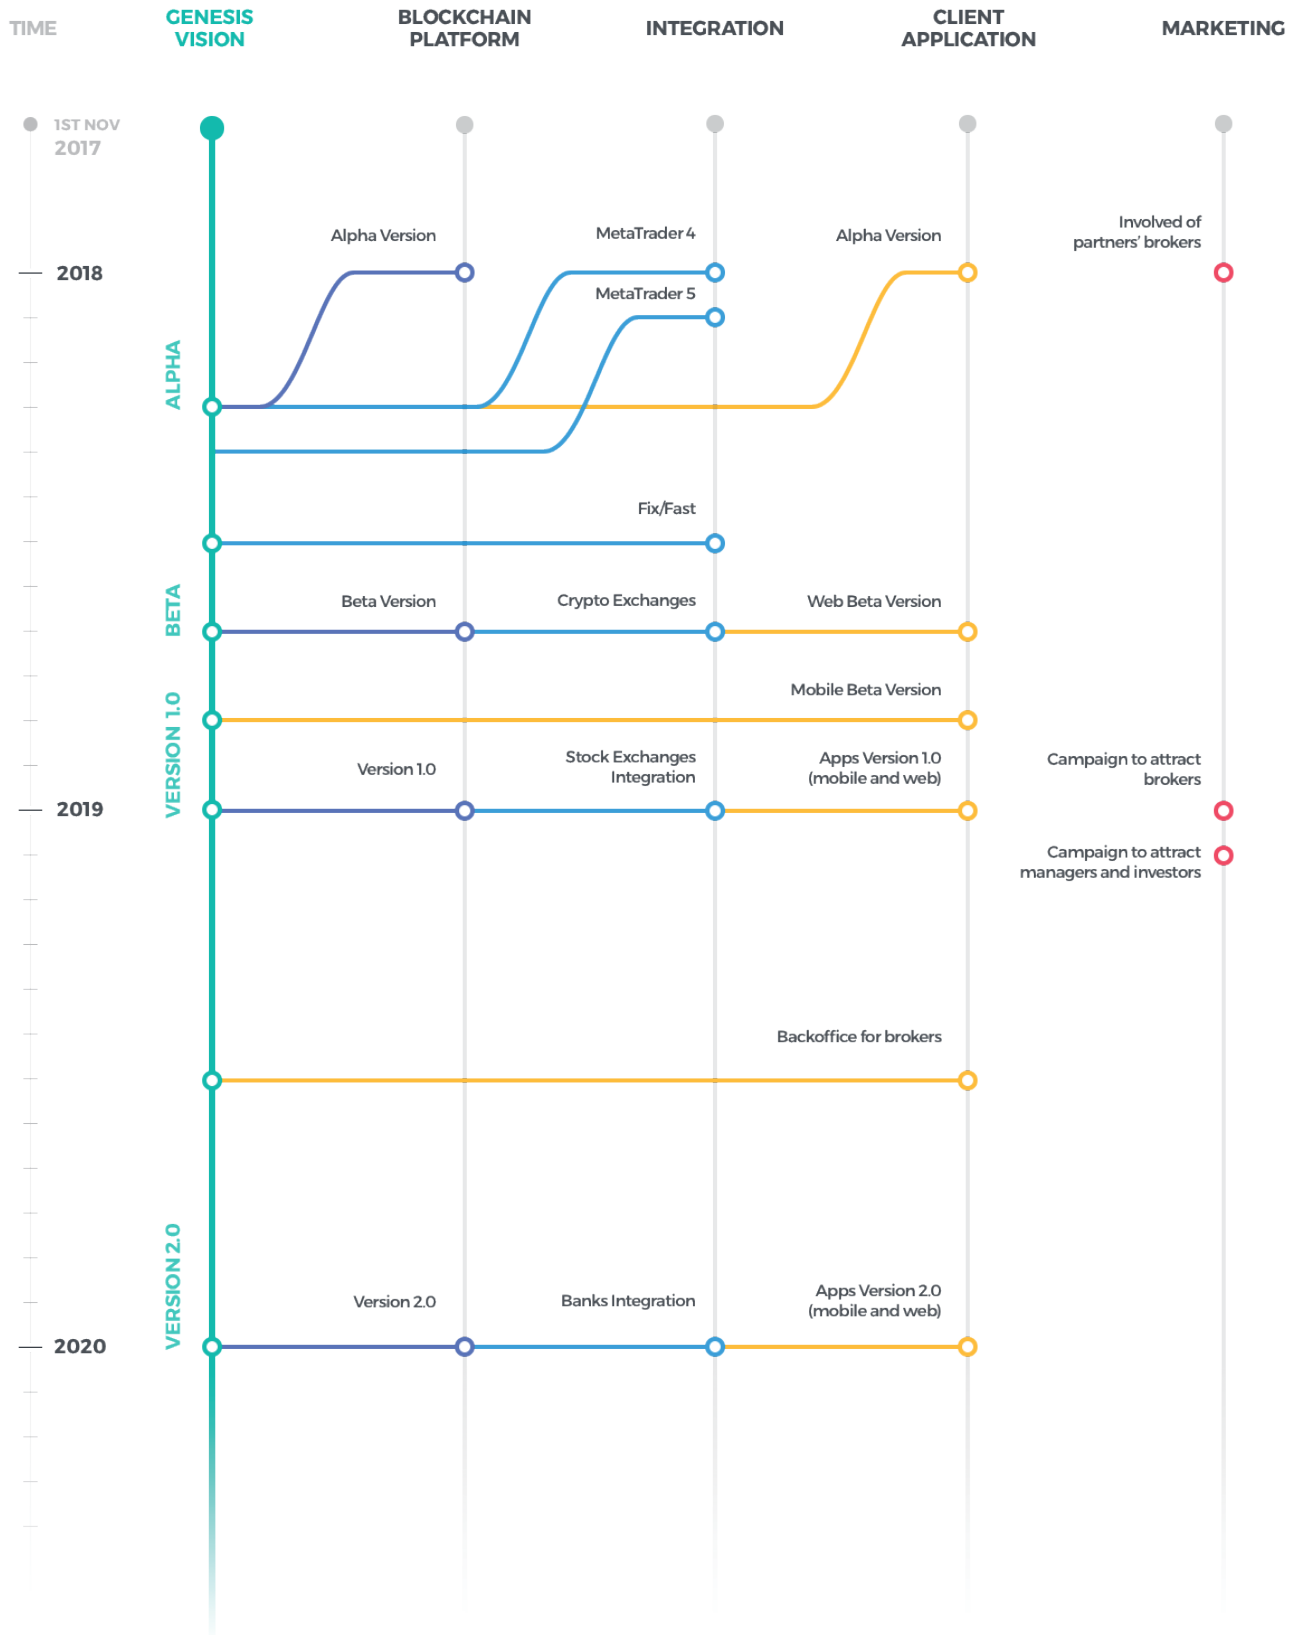 TIME
GENESIS
VISION
BLOCKCHAIN
PLATFORM
INTEGRATION
CLIENT
APPLICATION
MARKETING
1ST NOV
2017
Alpha Version
MetaTrader 4
Alpha Version
Involved of
partners' brokers
2018
MetaTrader 5
ALPHA
Fix/Fast
BETA
Beta Version
Crypto Exchanges
Web Beta Version
Mobile Beta Version
VERSION 1.0
Version 1.0
Stock Exchanges
Integration
Apps Version 1.0
(mobile and web)
Campaign to attract
brokers
2019
Campaign to attract
managers and investors
Backoffice for brokers
VERSION 2.0
Version 2.0
Banks Integration
Apps Version 2.0
(mobile and web)
2020